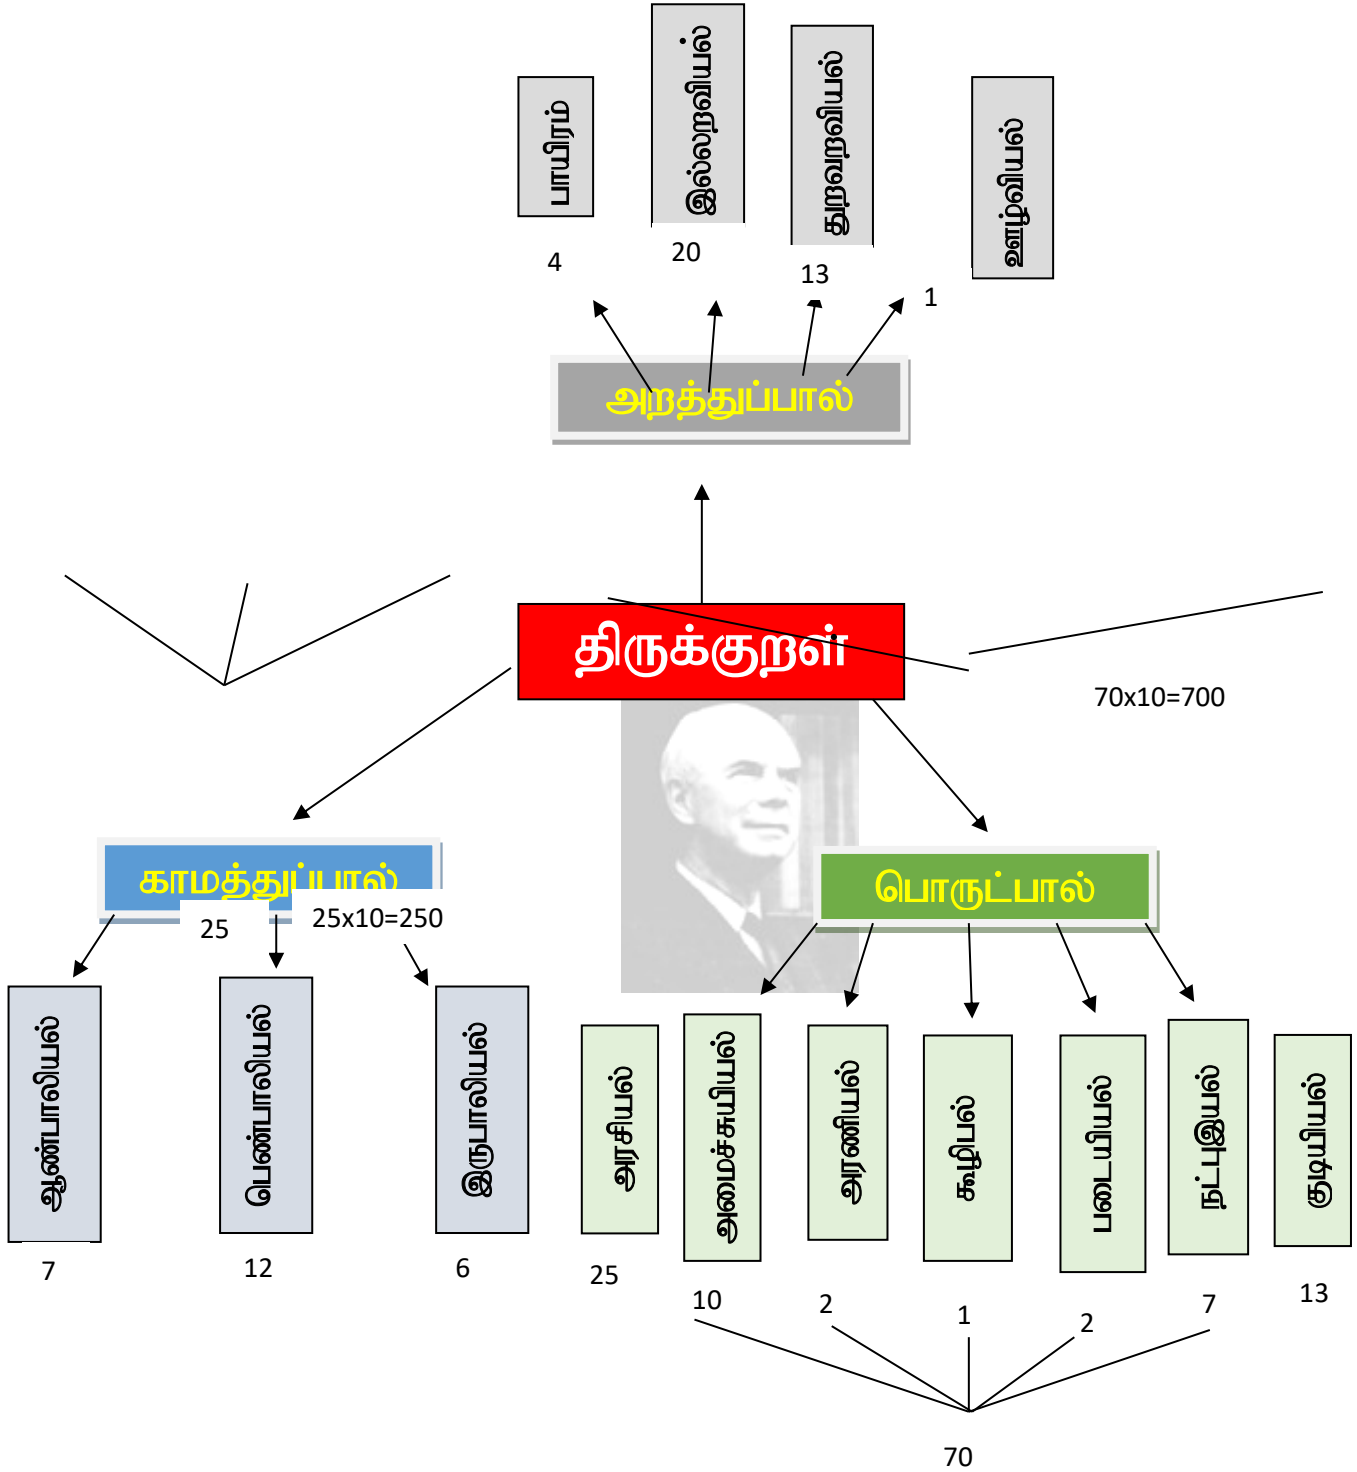 பாயிரம்
இல்லறவியல்
துறவறவியல்
ஊழ்வியல்
4
20
13
1
அறத்துப்பால்
திருக்குறள்
70x10=700
காமத்துப்பால்
25
25x10=250
பொருட்பால்
ஆண்பாலியல்
பெண்பாலியல்
இருபாலியல்
அரசியல்
அமைச்சுயியல்
அரணியல்
கூழியல்
படையியல்
நட்புஇயல்
குடியியல்
7
12
6
25
10
2
1
2
7
13
70